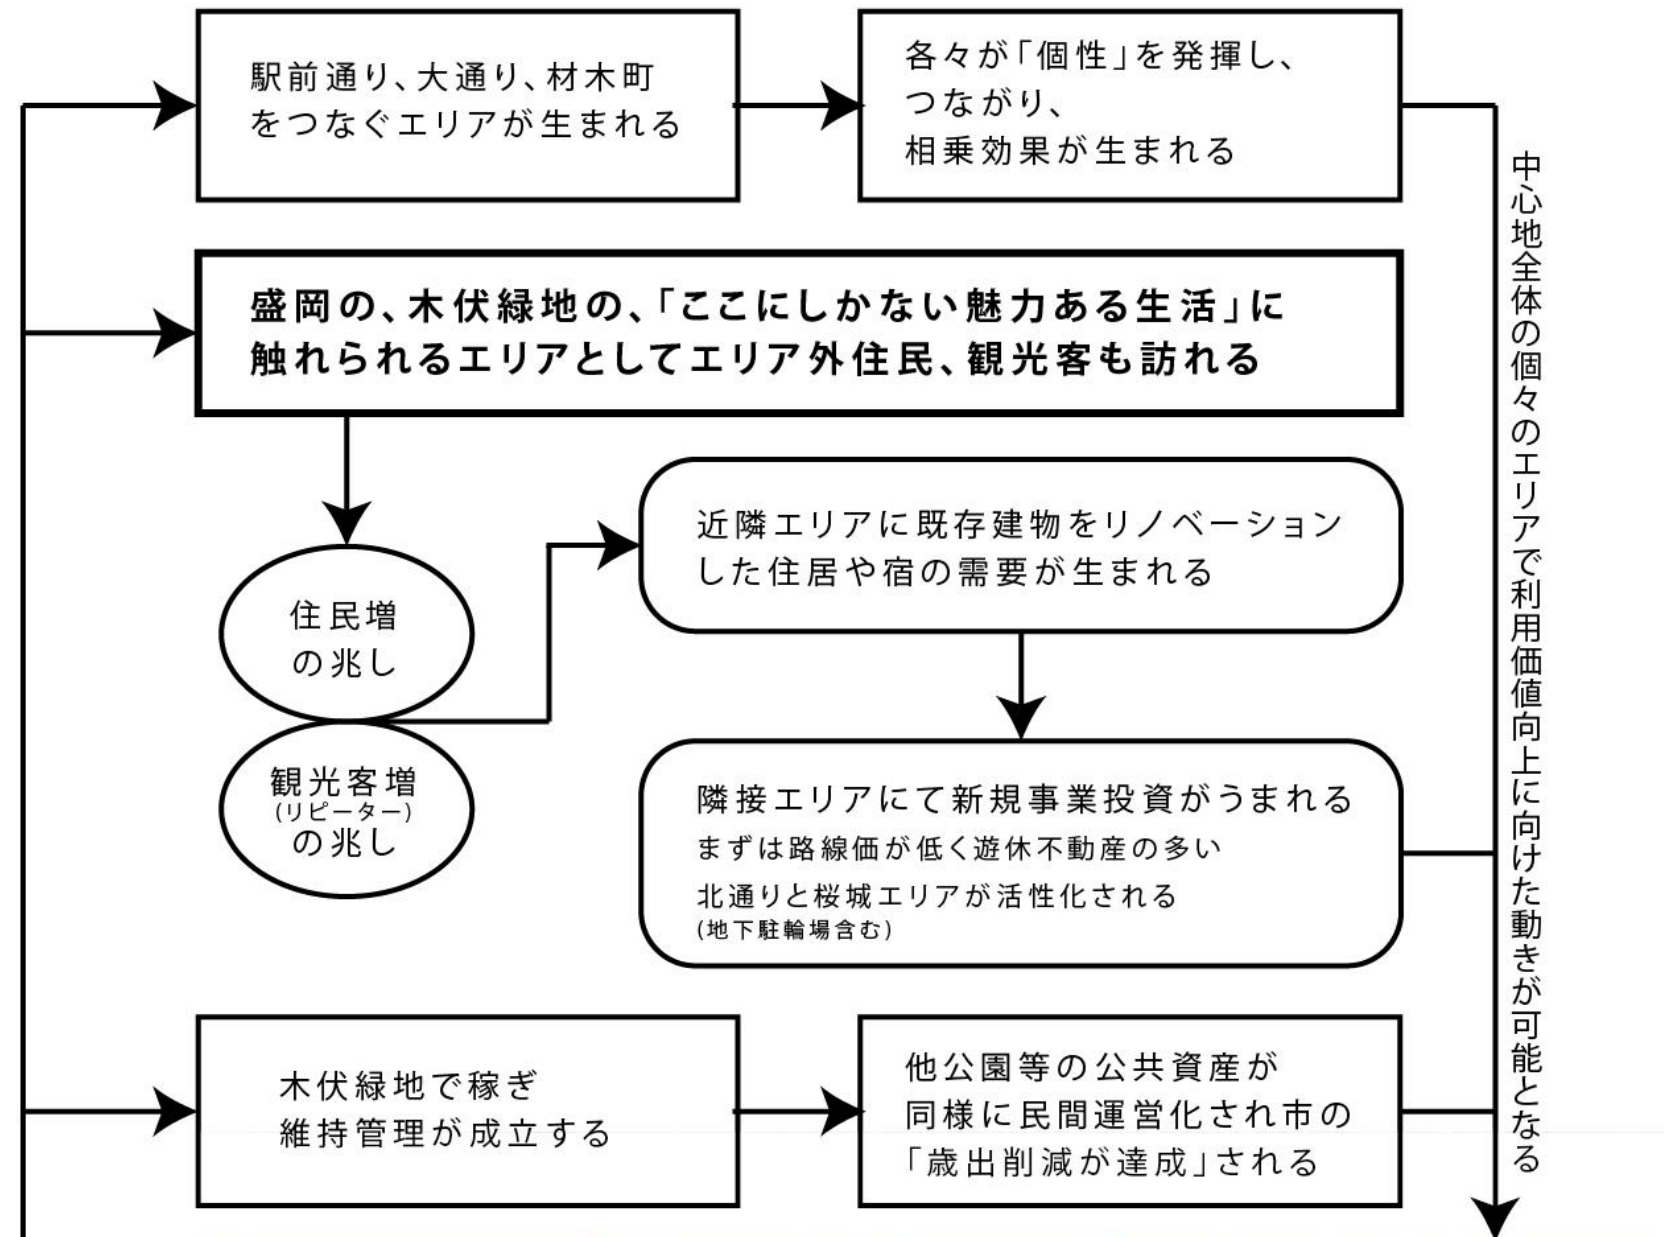 駅前通り、大通り、材木町
をつなぐエリアが生まれる
各々が「個性」を発揮し、
つながり、
相乗効果が生まれる
盛岡の、木伏緑地の、「ここにしかない魅力ある生活」に
触れられるエリアとしてエリア外住民、観光客も訪れる
住民増
の兆し
観光客増
(リピーター)
の兆し
近隣エリアに既存建物をリノベーション
した住居や宿の需要が生まれる
隣接エリアにて新規事業投資がうまれる
まずは路線価が低く遊休不動産の多い
北通りと桜城エリアが活性化される
(地下駐輪場含む)
木伏緑地で稼ぎ
維持管理が成立する
他公園等の公共資産が
同様に民間運営化され市の
「歳出削減が達成」される
中心地全体の個々のエリアで利用価値向上に向けた動きが可能となる